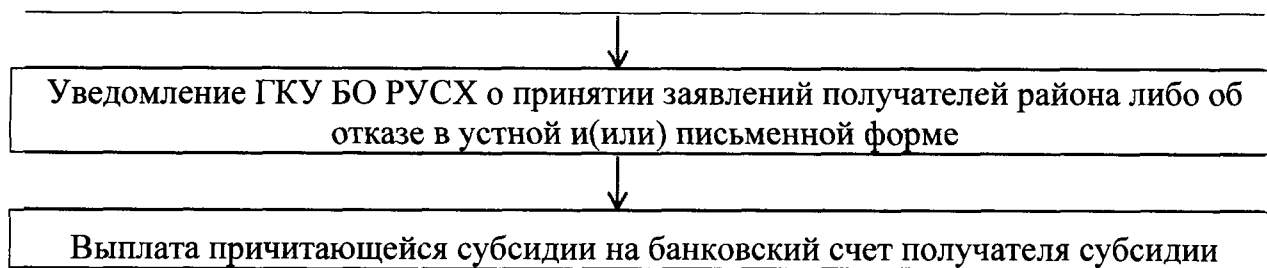 Уведомление ГКУ БО РУСХ о принятии заявлений получателей района либо об
отказе в устной и(или) письменной форме
Выплата причитающейся субсидии на банковский счет получателя субсидии